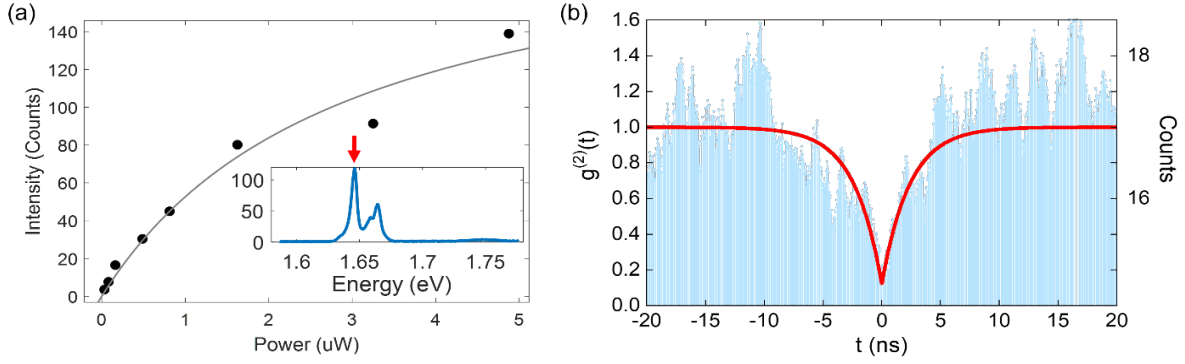 (a)
140
120
100
80
60
40
20
0
Intensity (Counts)
0 1 2 3 4 5
Power (uW)
100
50
0
1.6 1.65 1.7 1.75
Energy (eV)
(b)
1.6
1.4
1.2
1.0
0.8
0.6
0.4
0.2
0.0
g(2)(t)
-20 -15 -10 -5 0 5 10 15 20
t (ns)
18
16
Counts